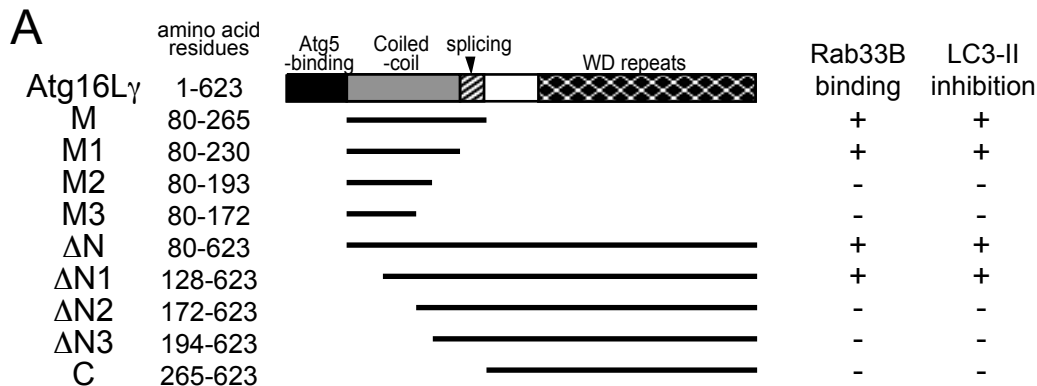 A
amino acid residues
Atg5 -binding
Coiled -coil
splicing
WD repeats
Rab33B binding
LC3-II inhibition
Atg16Lγ 1-623
M 80-265 + +
M1 80-230 + +
M2 80-193 - -
M3 80-172 - -
ΔN 80-623 + +
ΔN1 128-623 + +
ΔN2 172-623 - -
ΔN3 194-623 - -
C 265-623 - -